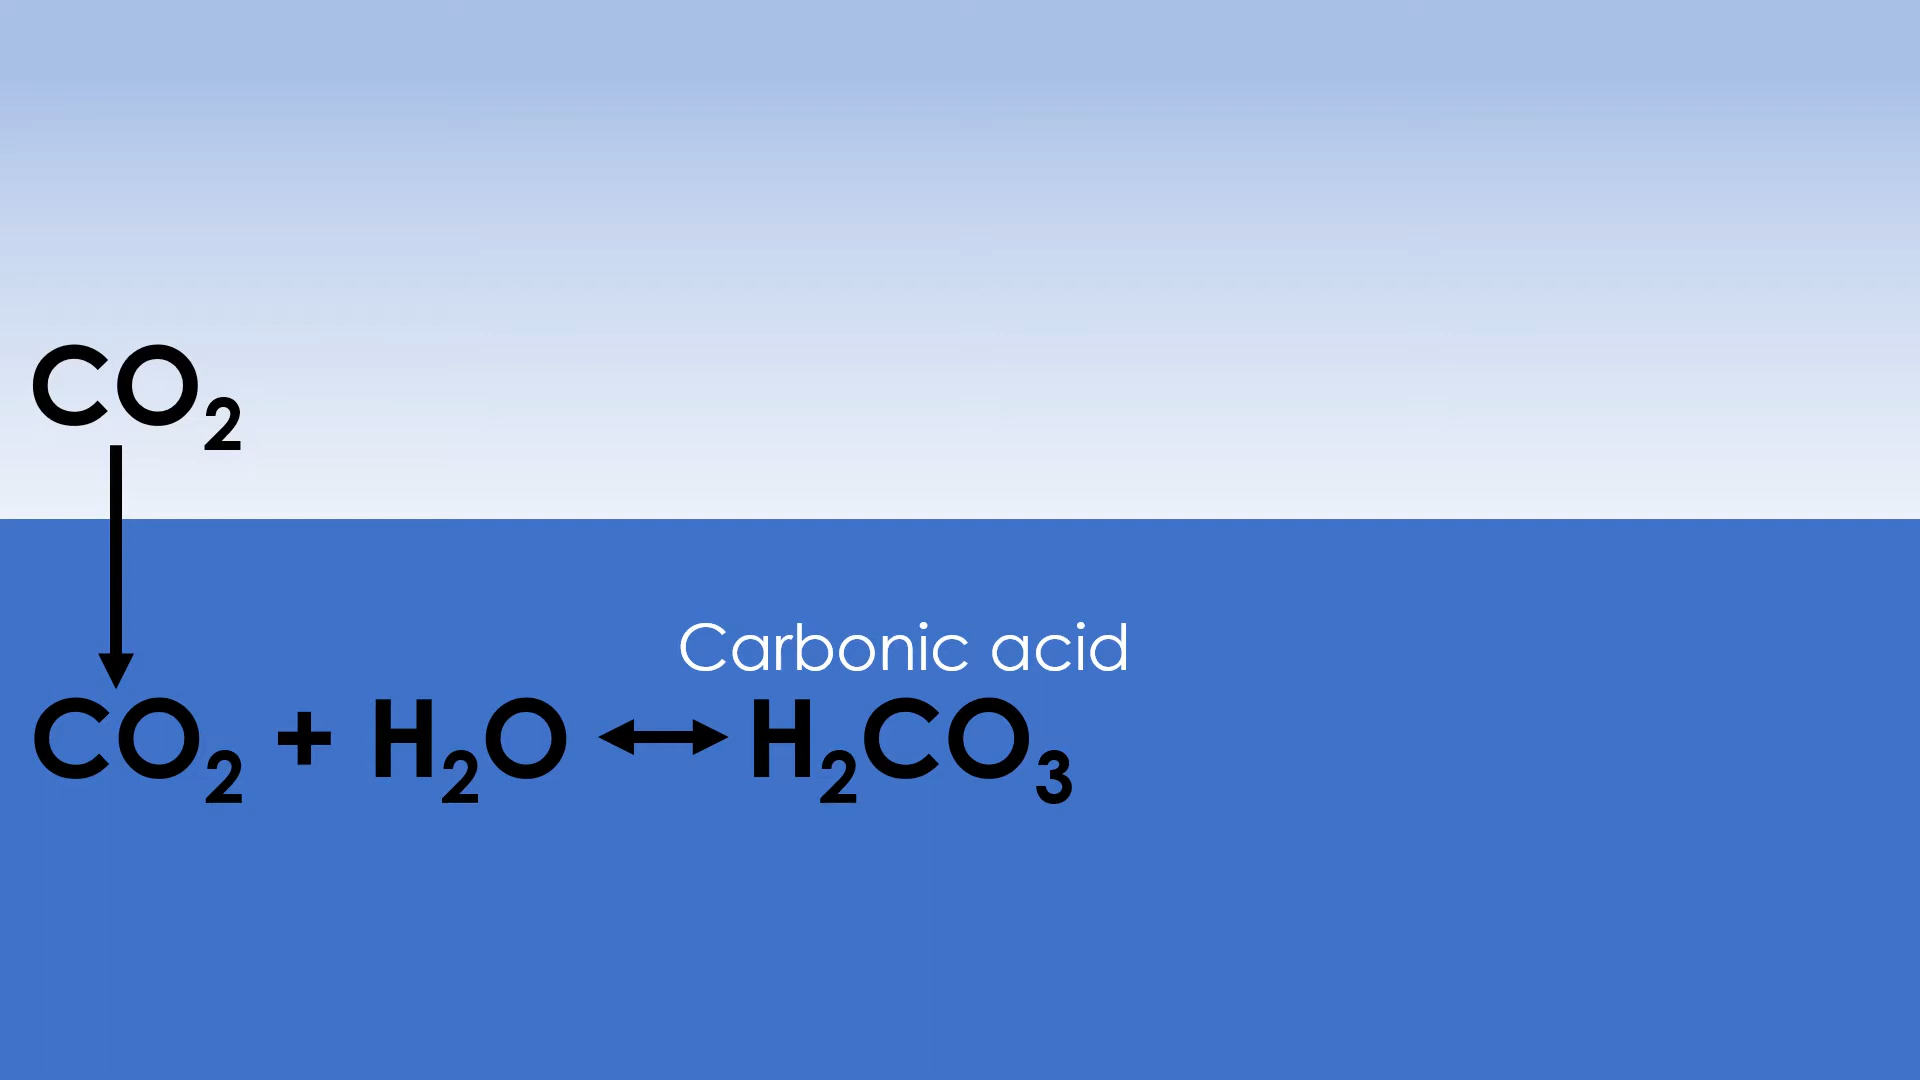 CO₂
Carbonic acid
CO₂ + H₂O ↔ H₂CO₃